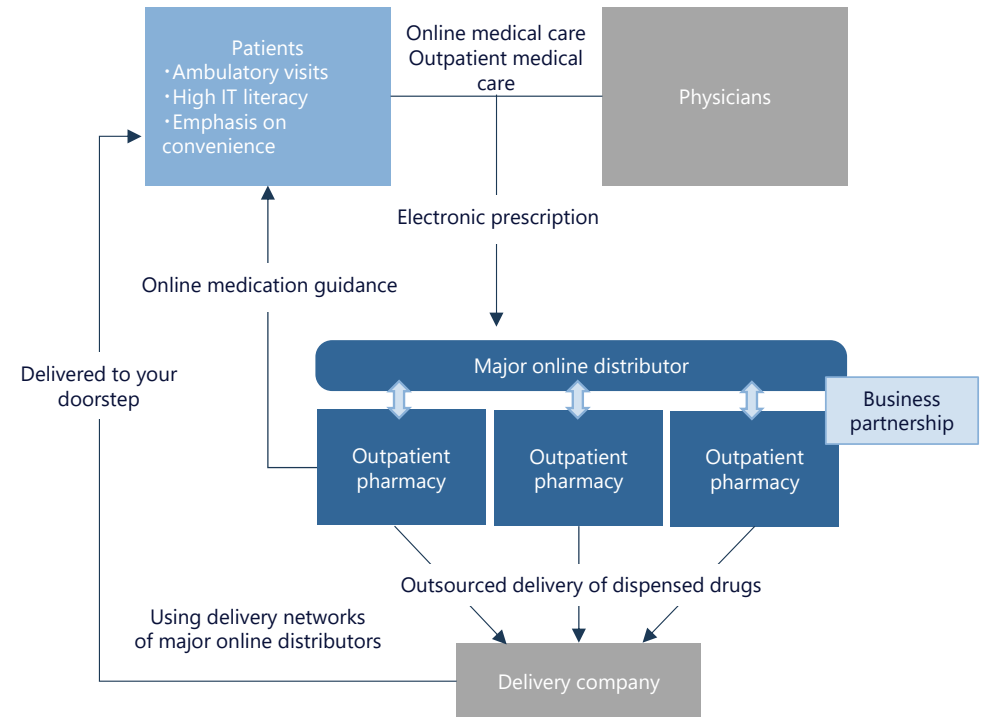 Patients
・Ambulatory visits
・High IT literacy
・Emphasis on
convenience
Online medical care
Outpatient medical
care
Physicians
Electronic prescription
Online medication guidance
Delivered to your
doorstep
Major online distributor
Business
partnership
Outpatient
pharmacy
Outpatient
pharmacy
Outpatient
pharmacy
Outsourced delivery of dispensed drugs
Using delivery networks
of major online distributors
Delivery company